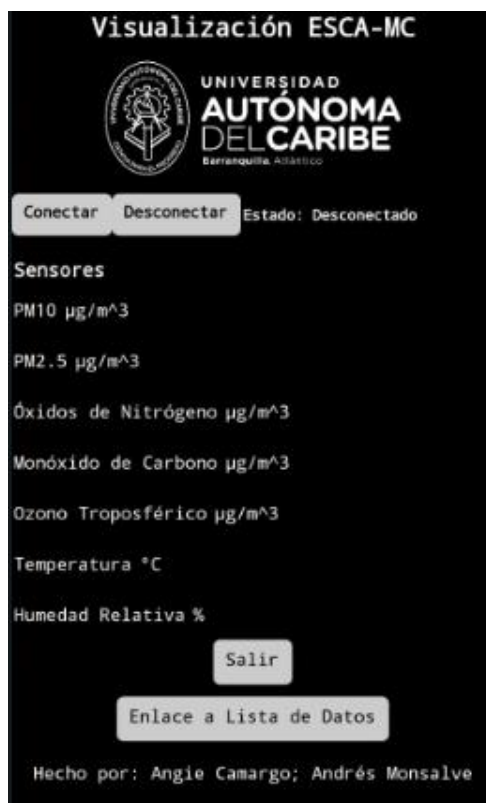 Visualización ESCA-MC
UNIVERSIDAD
AUTÓNOMA
DELCARIBE
Barranquilla, Atlántico
Conectar Desconectar Estado: Desconectado
Sensores
PM10 µg/m^3
PM2.5 µg/m^3
Óxidos de Nitrógeno µg/m^3
Monóxido de Carbono µg/m^3
Ozono Troposférico µg/m^3
Temperatura °C
Humedad Relativa %
Salir
Enlace a Lista de Datos
Hecho por: Angie Camargo; Andrés Monsalve